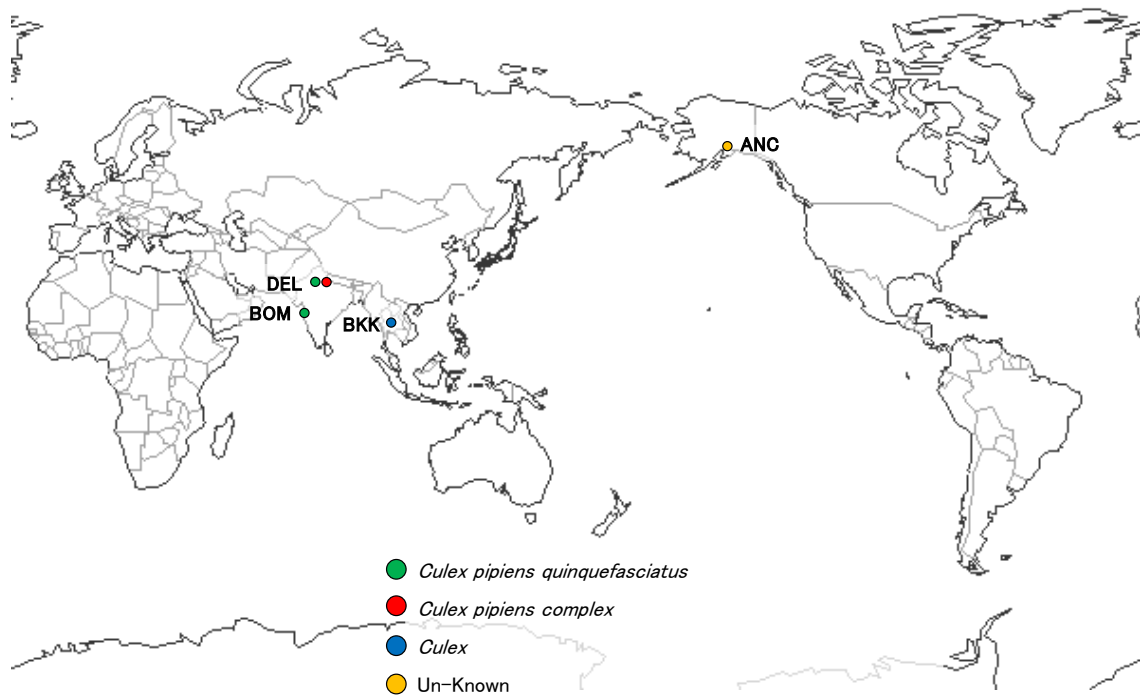 ANC
DEL
BOM
BKK
Culex pipiens quinquefasciatus
Culex pipiens complex
Culex
Un-Known